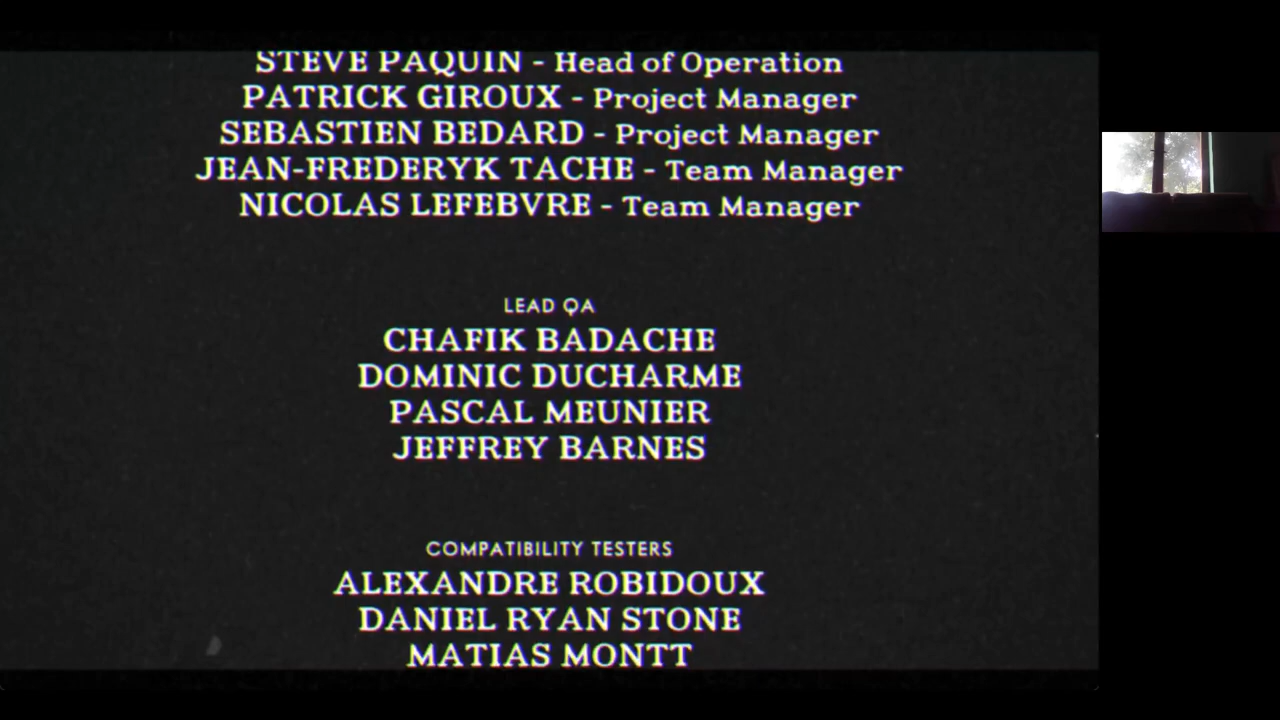 STEVE PAQUIN - Head of Operation
PATRICK GIROUX - Project Manager
SEBASTIEN BEDARD - Project Manager
JEAN-FREDERYK TACHE - Team Manager
NICOLAS LEFEBVRE - Team Manager
LEAD QA
CHAFIK BADACHE
DOMINIC DUCHARME
PASCAL MEUNIER
JEFFREY BARNES
COMPATIBILITY TESTERS
ALEXANDRE ROBIDOUX
DANIEL RYAN STONE
MATIAS MONTT